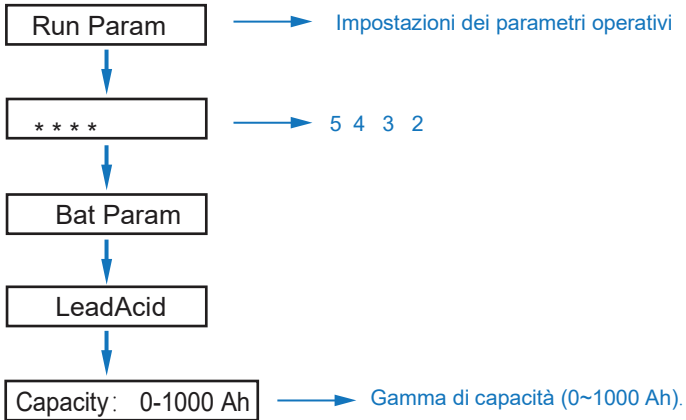 Run Param Impostazioni dei parametri operativi
* * * * 5 4 3 2
Bat Param
LeadAcid
Capacity: 0-1000 Ah Gamma di capacità (0~1000 Ah).